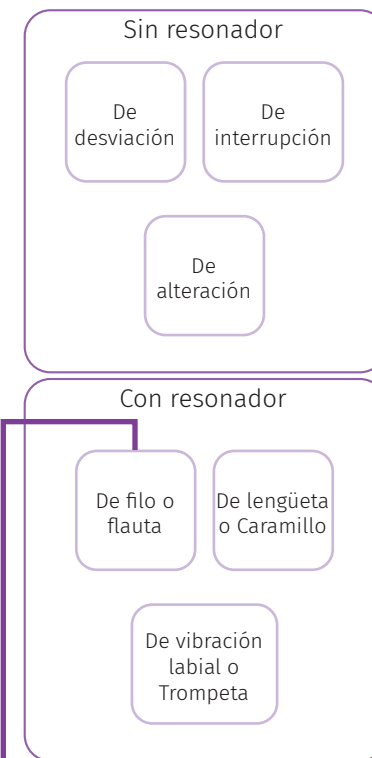 Sin resonador
De
desviación
De
interrupción
De
alteración
Con resonador
De filo o
flauta
De lengüeta
o Caramillo
De vibración
labial o
Trompeta